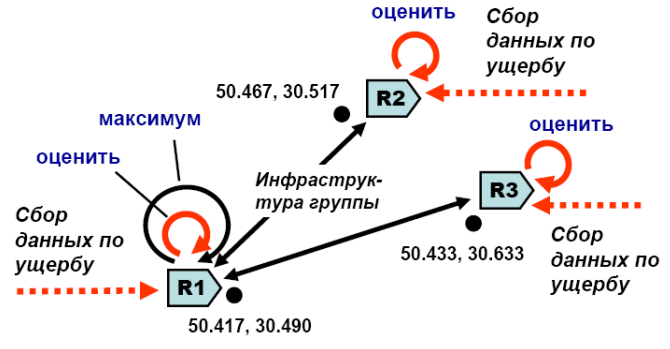 оценить
Сбор
данных по
ущербу
50.467, 30.517
R2
максимум
оценить
оценить
Инфраструк-
тура группы
R3
Сбор
данных по
ущербу
50.433, 30.633
Сбор
данных по
ущербу
R1
50.417, 30.490